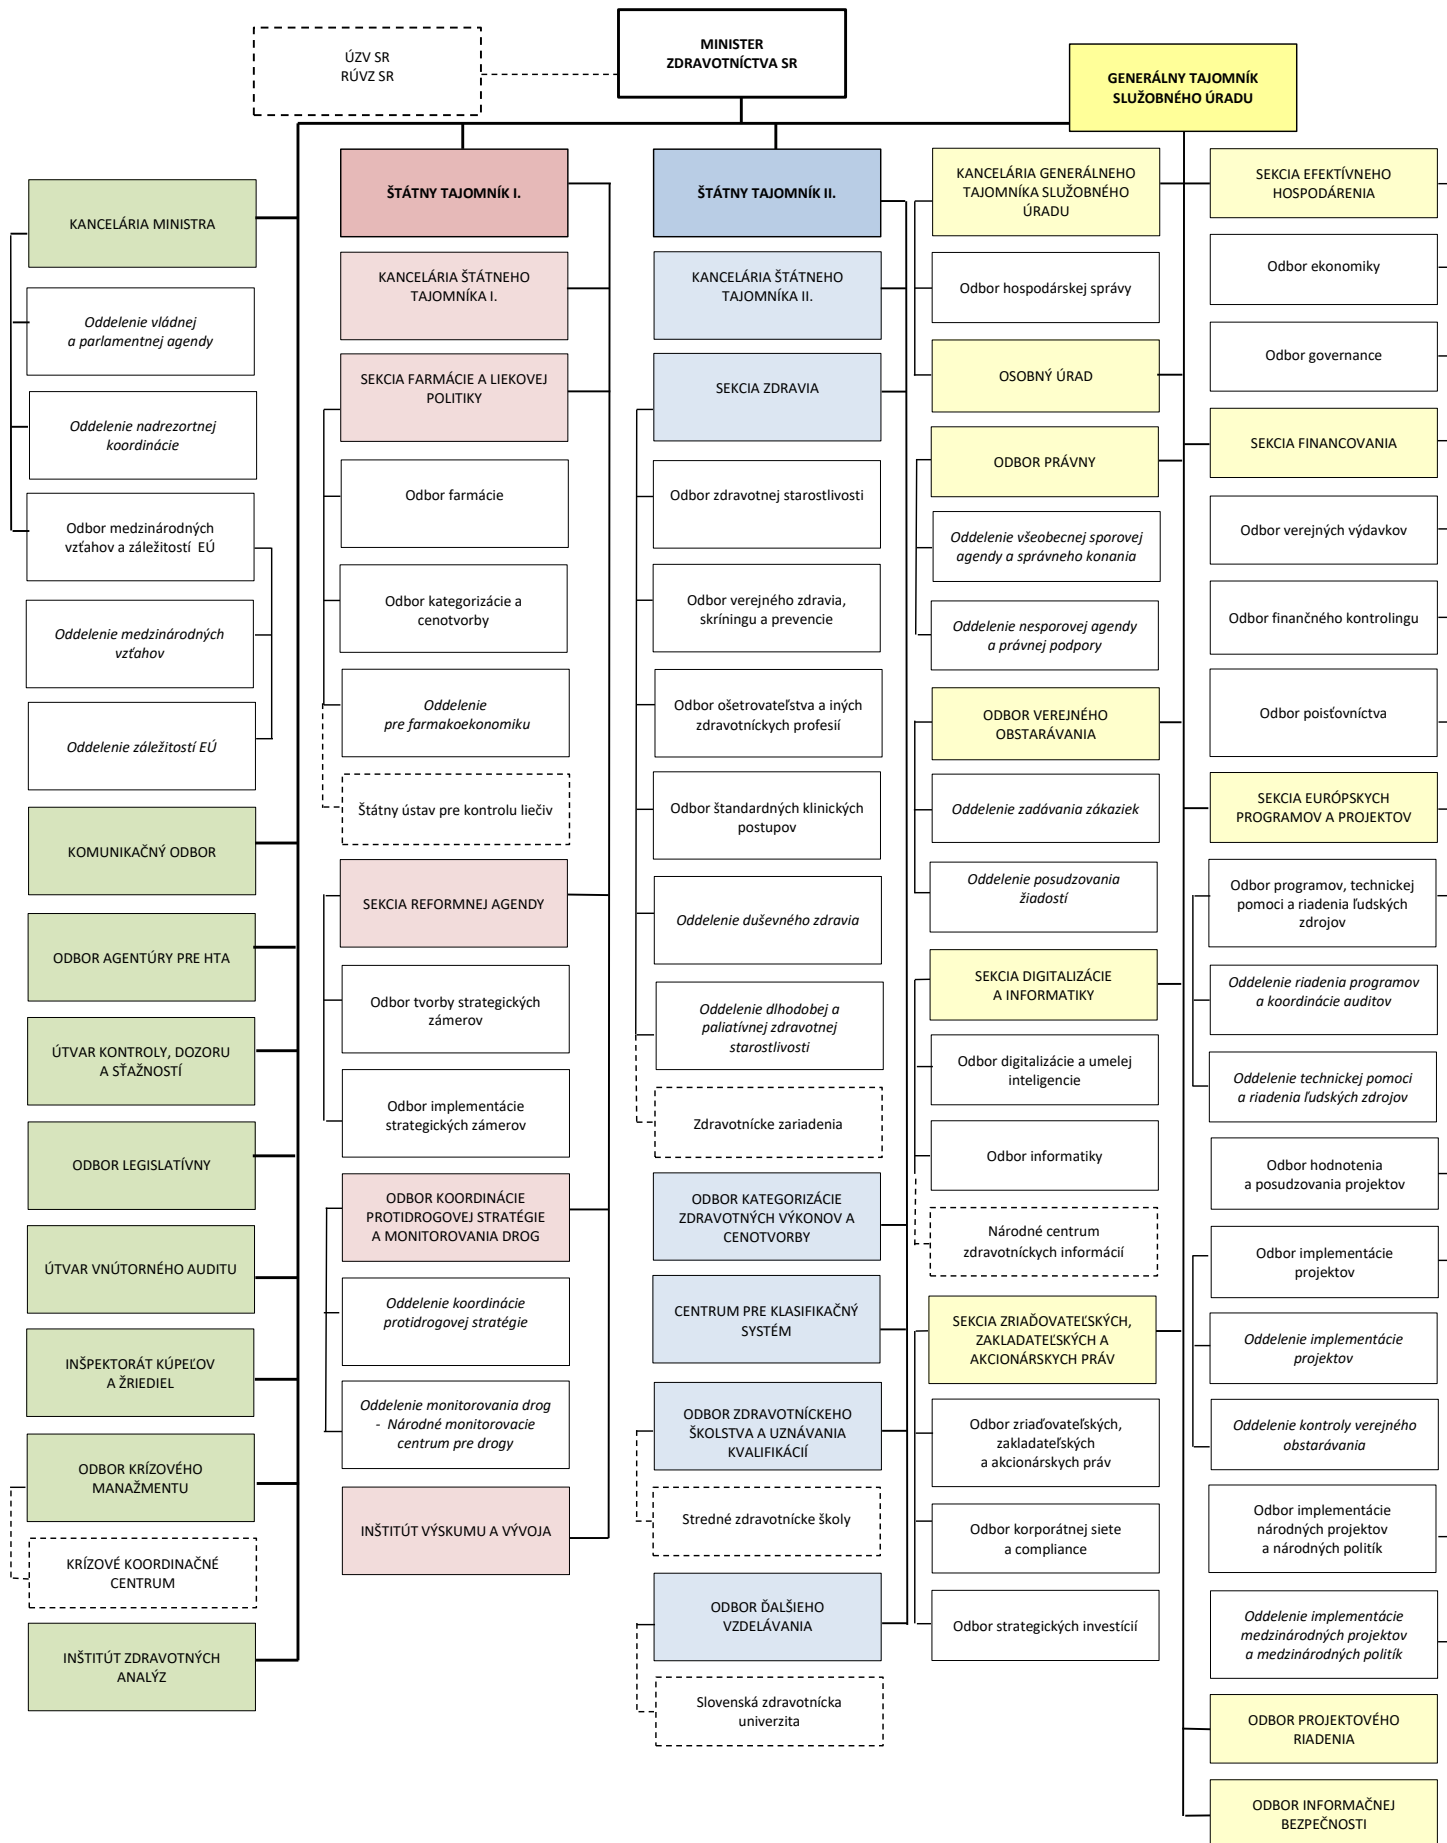 ÚZV SR
RÚVZ SR
MINISTER
ZDRAVOTNÍCTVA SR
GENERÁLNY TAJOMNÍK
SLUŽOBNÉHO ÚRADU
KANCELÁRIA MINISTRA
Oddelenie vládnej
a parlamentnej agendy
Oddelenie nadrezortnej
koordinácie
Odbor medzinárodných
vzťahov a záležitostí  EÚ
Oddelenie medzinárodných
vzťahov
Oddelenie záležitostí EÚ
KOMUNIKAČNÝ ODBOR
ODBOR AGENTÚRY PRE HTA
ÚTVAR KONTROLY, DOZORU
A SŤAŽNOSTÍ
ODBOR LEGISLATÍVNY
ÚTVAR VNÚTORNÉHO AUDITU
INŠPEKTORÁT KÚPEĽOV
A ŽRIEDIEL
ODBOR KRÍZOVÉHO
MANAŽMENTU
KRÍZOVÉ KOORDINAČNÉ
CENTRUM
INŠTITÚT ZDRAVOTNÝCH
ANALÝZ
ŠTÁTNY TAJOMNÍK I.
KANCELÁRIA ŠTÁTNEHO
TAJOMNÍKA I.
SEKCIA FARMÁCIE A LIEKOVEJ
POLITIKY
Odbor farmácie
Odbor kategorizácie a
cenotvorby
Oddelenie
pre farmakoekonomiku
Štátny ústav pre kontrolu liečiv
SEKCIA REFORMNEJ AGENDY
Odbor tvorby strategických
zámerov
Odbor implementácie
strategických zámerov
ODBOR KOORDINÁCIE
PROTIDROGOVEJ STRATÉGIE
A MONITOROVANIA DROG
Oddelenie koordinácie
protidrogovej stratégie
Oddelenie monitorovania drog
-  Národné monitorovacie
centrum pre drogy
INŠTITÚT VÝSKUMU A VÝVOJA
ŠTÁTNY TAJOMNÍK II.
KANCELÁRIA ŠTÁTNEHO
TAJOMNÍKA II.
SEKCIA ZDRAVIA
Odbor zdravotnej starostlivosti
Odbor verejného zdravia,
skríningu a prevencie
Odbor ošetrovateľstva a iných
zdravotníckych profesií
Odbor štandardných klinických
postupov
Oddelenie duševného zdravia
Oddelenie dlhodobej a
paliatívnej zdravotnej
starostlivosti
Zdravotnícke zariadenia
ODBOR KATEGORIZÁCIE
ZDRAVOTNÝCH VÝKONOV A
CENOTVORBY
CENTRUM PRE KLASIFIKAČNÝ
SYSTÉM
ODBOR ZDRAVOTNÍCKEHO
ŠKOLSTVA A UZNÁVANIA
KVALIFIKÁCIÍ
Stredné zdravotnícke školy
ODBOR ĎALŠIEHO
VZDELÁVANIA
Slovenská zdravotnícka
univerzita
KANCELÁRIA GENERÁLNEHO
TAJOMNÍKA SLUŽOBNÉHO
ÚRADU
Odbor hospodárskej správy
OSOBNÝ ÚRAD
ODBOR PRÁVNY
Oddelenie všeobecnej sporovej
agendy a správneho konania
Oddelenie nesporovej agendy
a právnej podpory
ODBOR VEREJNÉHO
OBSTARÁVANIA
Oddelenie zadávania zákaziek
Oddelenie posudzovania
žiadostí
SEKCIA DIGITALIZÁCIE
A INFORMATIKY
Odbor digitalizácie a umelej
inteligencie
Odbor informatiky
Národné centrum
zdravotníckych informácií
SEKCIA ZRIAĎOVATEĽSKÝCH,
ZAKLADATEĽSKÝCH A
AKCIONÁRSKYCH PRÁV
Odbor zriaďovateľských,
zakladateľských
a akcionárskych práv
Odbor korporátnej siete
a compliance
Odbor strategických investícií
SEKCIA EFEKTÍVNEHO
HOSPODÁRENIA
Odbor ekonomiky
Odbor governance
SEKCIA FINANCOVANIA
Odbor verejných výdavkov
Odbor finančného kontrolingu
Odbor poisťovníctva
SEKCIA EURÓPSKYCH
PROGRAMOV A PROJEKTOV
Odbor programov, technickej
pomoci a riadenia ľudských
zdrojov
Oddelenie riadenia programov
a koordinácie auditov
Oddelenie technickej pomoci
a riadenia ľudských zdrojov
Odbor hodnotenia
a posudzovania projektov
Odbor implementácie
projektov
Oddelenie implementácie
projektov
Oddelenie kontroly verejného
obstarávania
Odbor implementácie
národných projektov
a národných politík
Oddelenie implementácie
medzinárodných projektov
a medzinárodných politík
ODBOR PROJEKTOVÉHO
RIADENIA
ODBOR INFORMAČNEJ
BEZPEČNOSTI